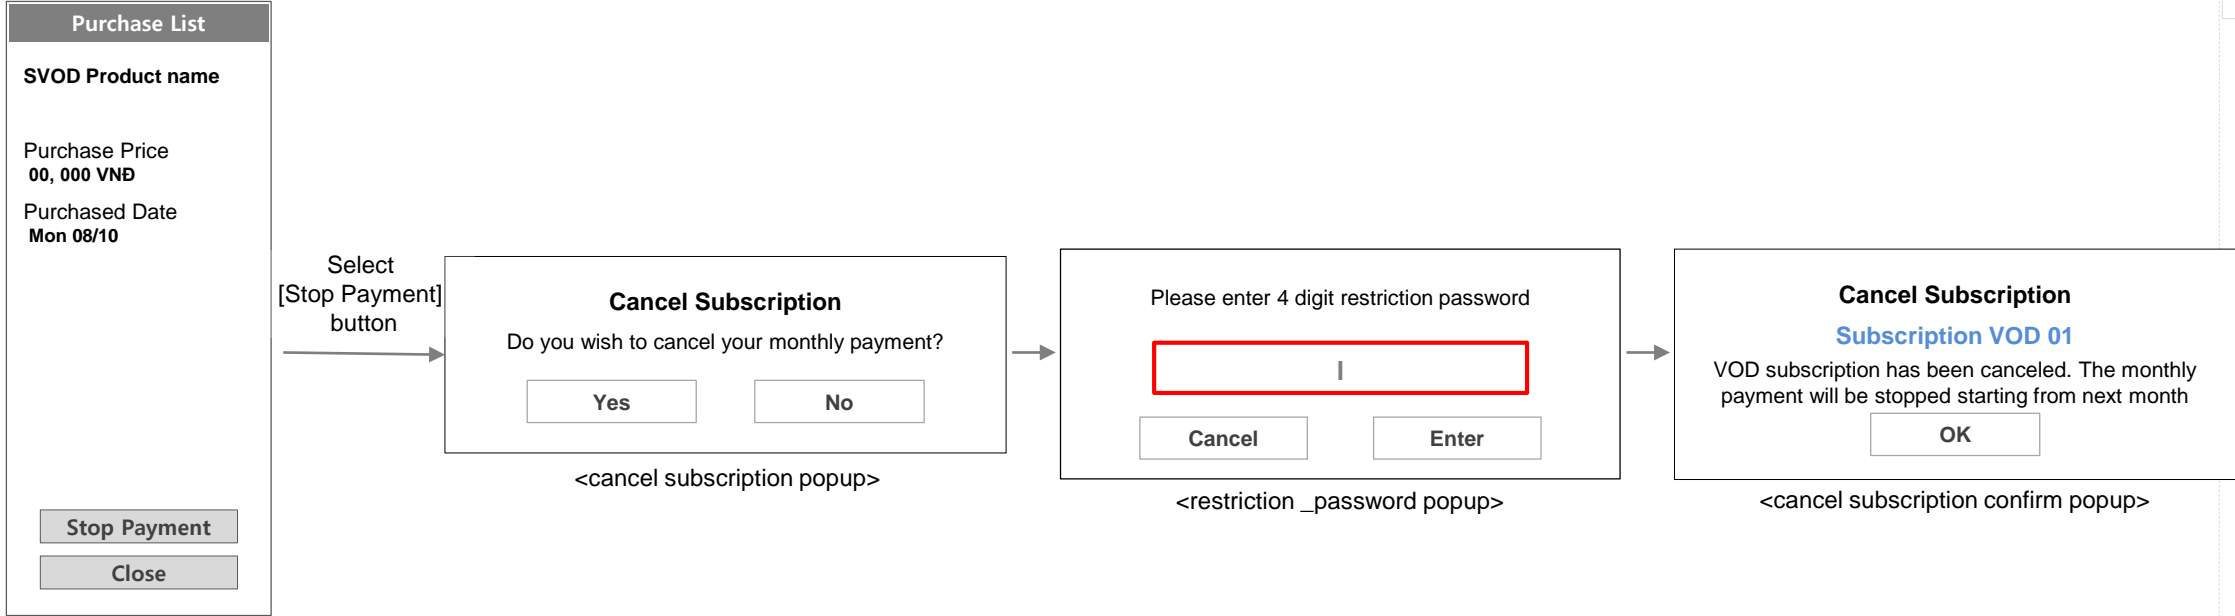 Purchase List
SVOD Product name
Purchase Price
00, 000 VNĐ
Purchased Date
Mon 08/10
Stop Payment
Close
Select
[Stop Payment]
button
Cancel Subscription
Do you wish to cancel your monthly payment?
Yes No
<cancel subscription popup>
Please enter 4 digit restriction password
Cancel Enter
<restriction _password popup>
Cancel Subscription
Subscription VOD 01
VOD subscription has been canceled. The monthly
payment will be stopped starting from next month
OK
<cancel subscription confirm popup>